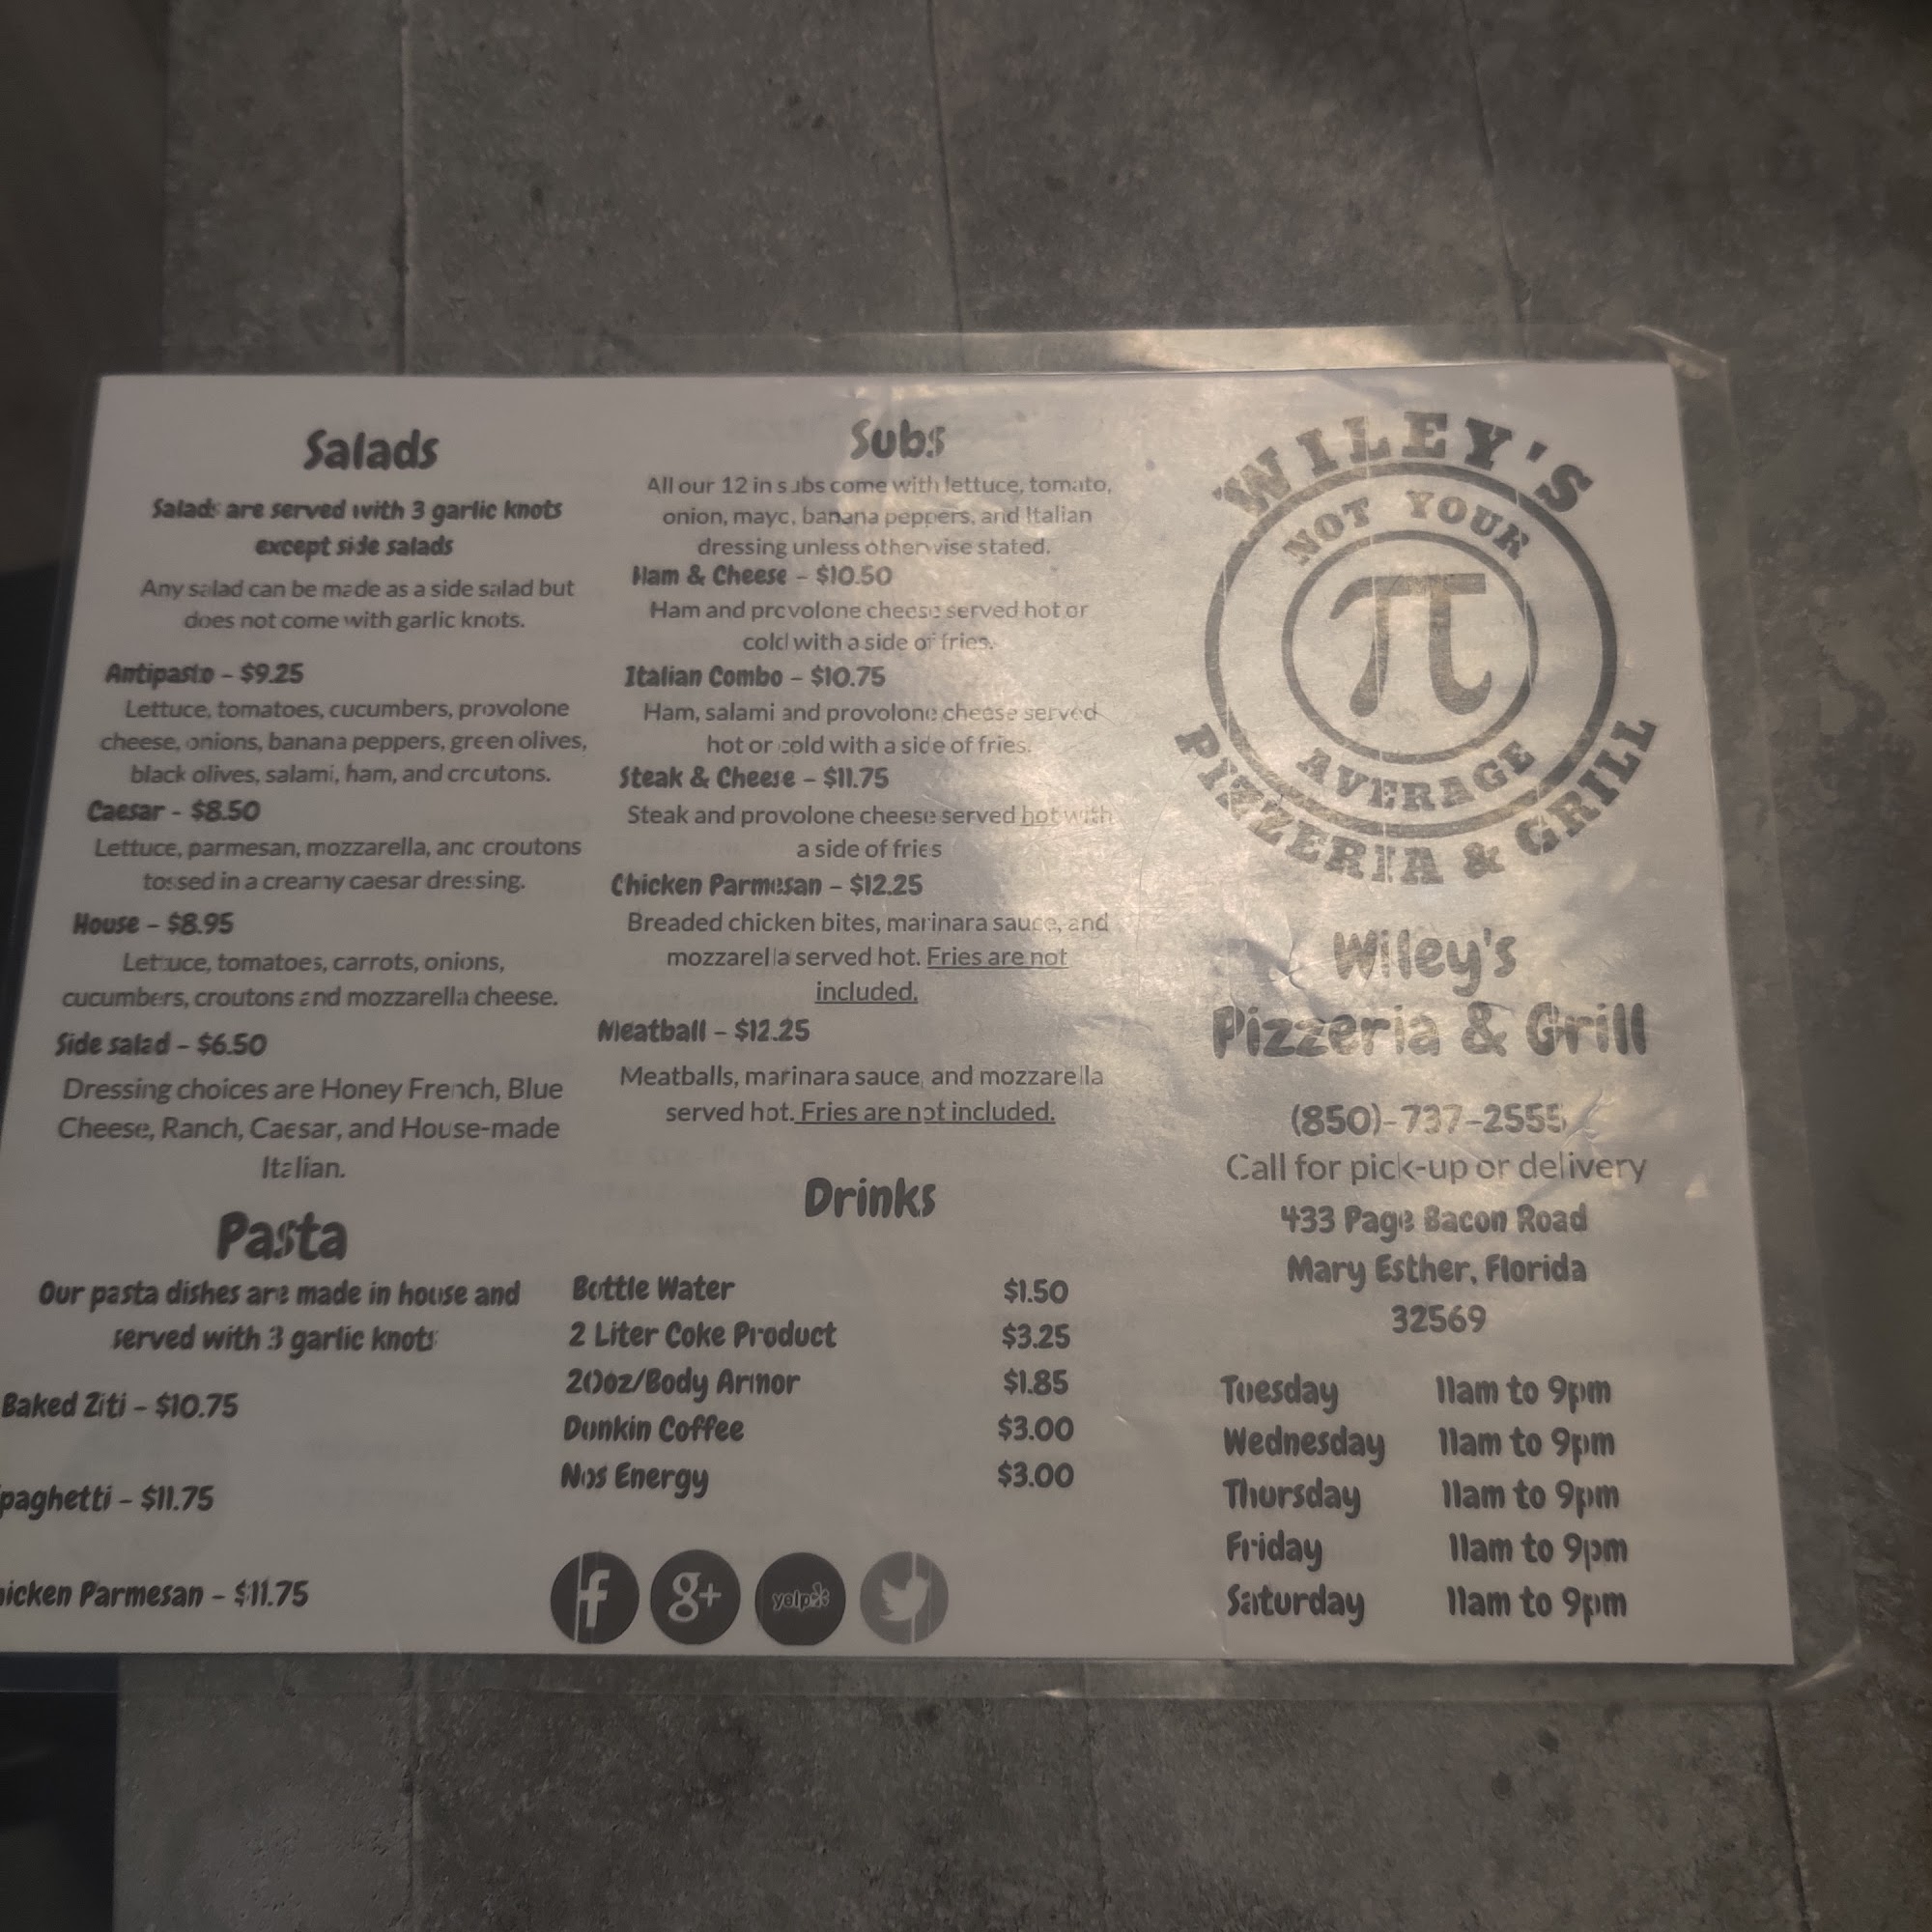 Salads
Salads are served with 3 garlic knots
except side salads
Any salad can be made as a side salad but
does not come with garlic knots.
Antipasto - $9.25
Lettuce, tomatoes, cucumbers, provolone
cheese, onions, banana peppers, green olives,
black olives, salami, ham, and croutons.
Caesar - $8.50
Lettuce, parmesan, mozzarella, and croutons
tossed in a creamy caesar dressing.
House - $8.95
Lettuce, tomatoes, carrots, onions,
cucumbers, croutons and mozzarella cheese.
Side salad - $6.50
Dressing choices are Honey French, Blue
Cheese, Ranch, Caesar, and House-made
Italian.
Pasta
Our pasta dishes are made in house and
served with 3 garlic knots
Baked Ziti - $10.75
paghetti - $11.75
icken Parmesan - $11.75
Subs
All our 12 in subs come with lettuce, tomato,
onion, mayo, banana peppers, and Italian
dressing unless otherwise stated.
Ham & Cheese - $10.50
Ham and provolone cheese served hot or
cold with a side of fries.
Italian Combo - $10.75
Ham, salami and provolone cheese served
hot or cold with a side of fries.
Steak & Cheese - $11.75
Steak and provolone cheese served hot with
a side of fries
Chicken Parmesan - $12.25
Breaded chicken bites, marinara sauce, and
mozzarella served hot. Fries are not
included.
Meatball - $12.25
Meatballs, marinara sauce, and mozzarella
served hot. Fries are not included.
Drinks
Bottle Water $1.50
2 Liter Coke Product $3.25
20oz/Body Armor $1.85
Dunkin Coffee $3.00
Nos Energy $3.00
f g+ yelp
WILEY'S
NOT YOUR
π
AVERAGE
PIZZERIA & GRILL
Wiley's
Pizzeria & Grill
(850)-737-2555
Call for pick-up or delivery
433 Page Bacon Road
Mary Esther, Florida
32569
Tuesday 11am to 9pm
Wednesday 11am to 9pm
Thursday 11am to 9pm
Friday 11am to 9pm
Saturday 11am to 9pm